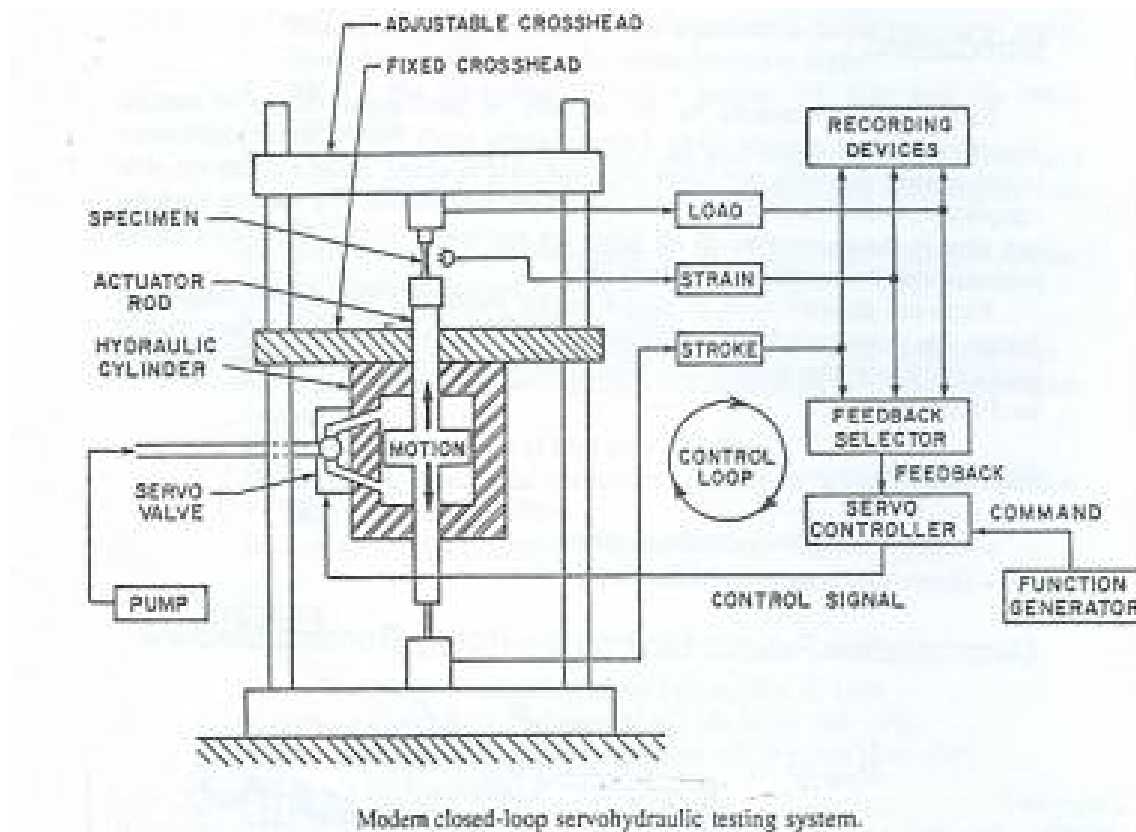 ADJUSTABLE CROSSHEAD
FIXED CROSSHEAD
RECORDING
DEVICES
SPECIMEN
LOAD
ACTUATOR
ROD
STRAIN
HYDRAULIC
CYLINDER
STROKE
MOTION
CONTROL
LOOP
FEEDBACK
SELECTOR
FEEDBACK
SERVO
VALVE
SERVO
CONTROLLER
COMMAND
PUMP
CONTROL SIGNAL
FUNCTION
GENERATOR
Modern closed-loop servohydraulic testing system.